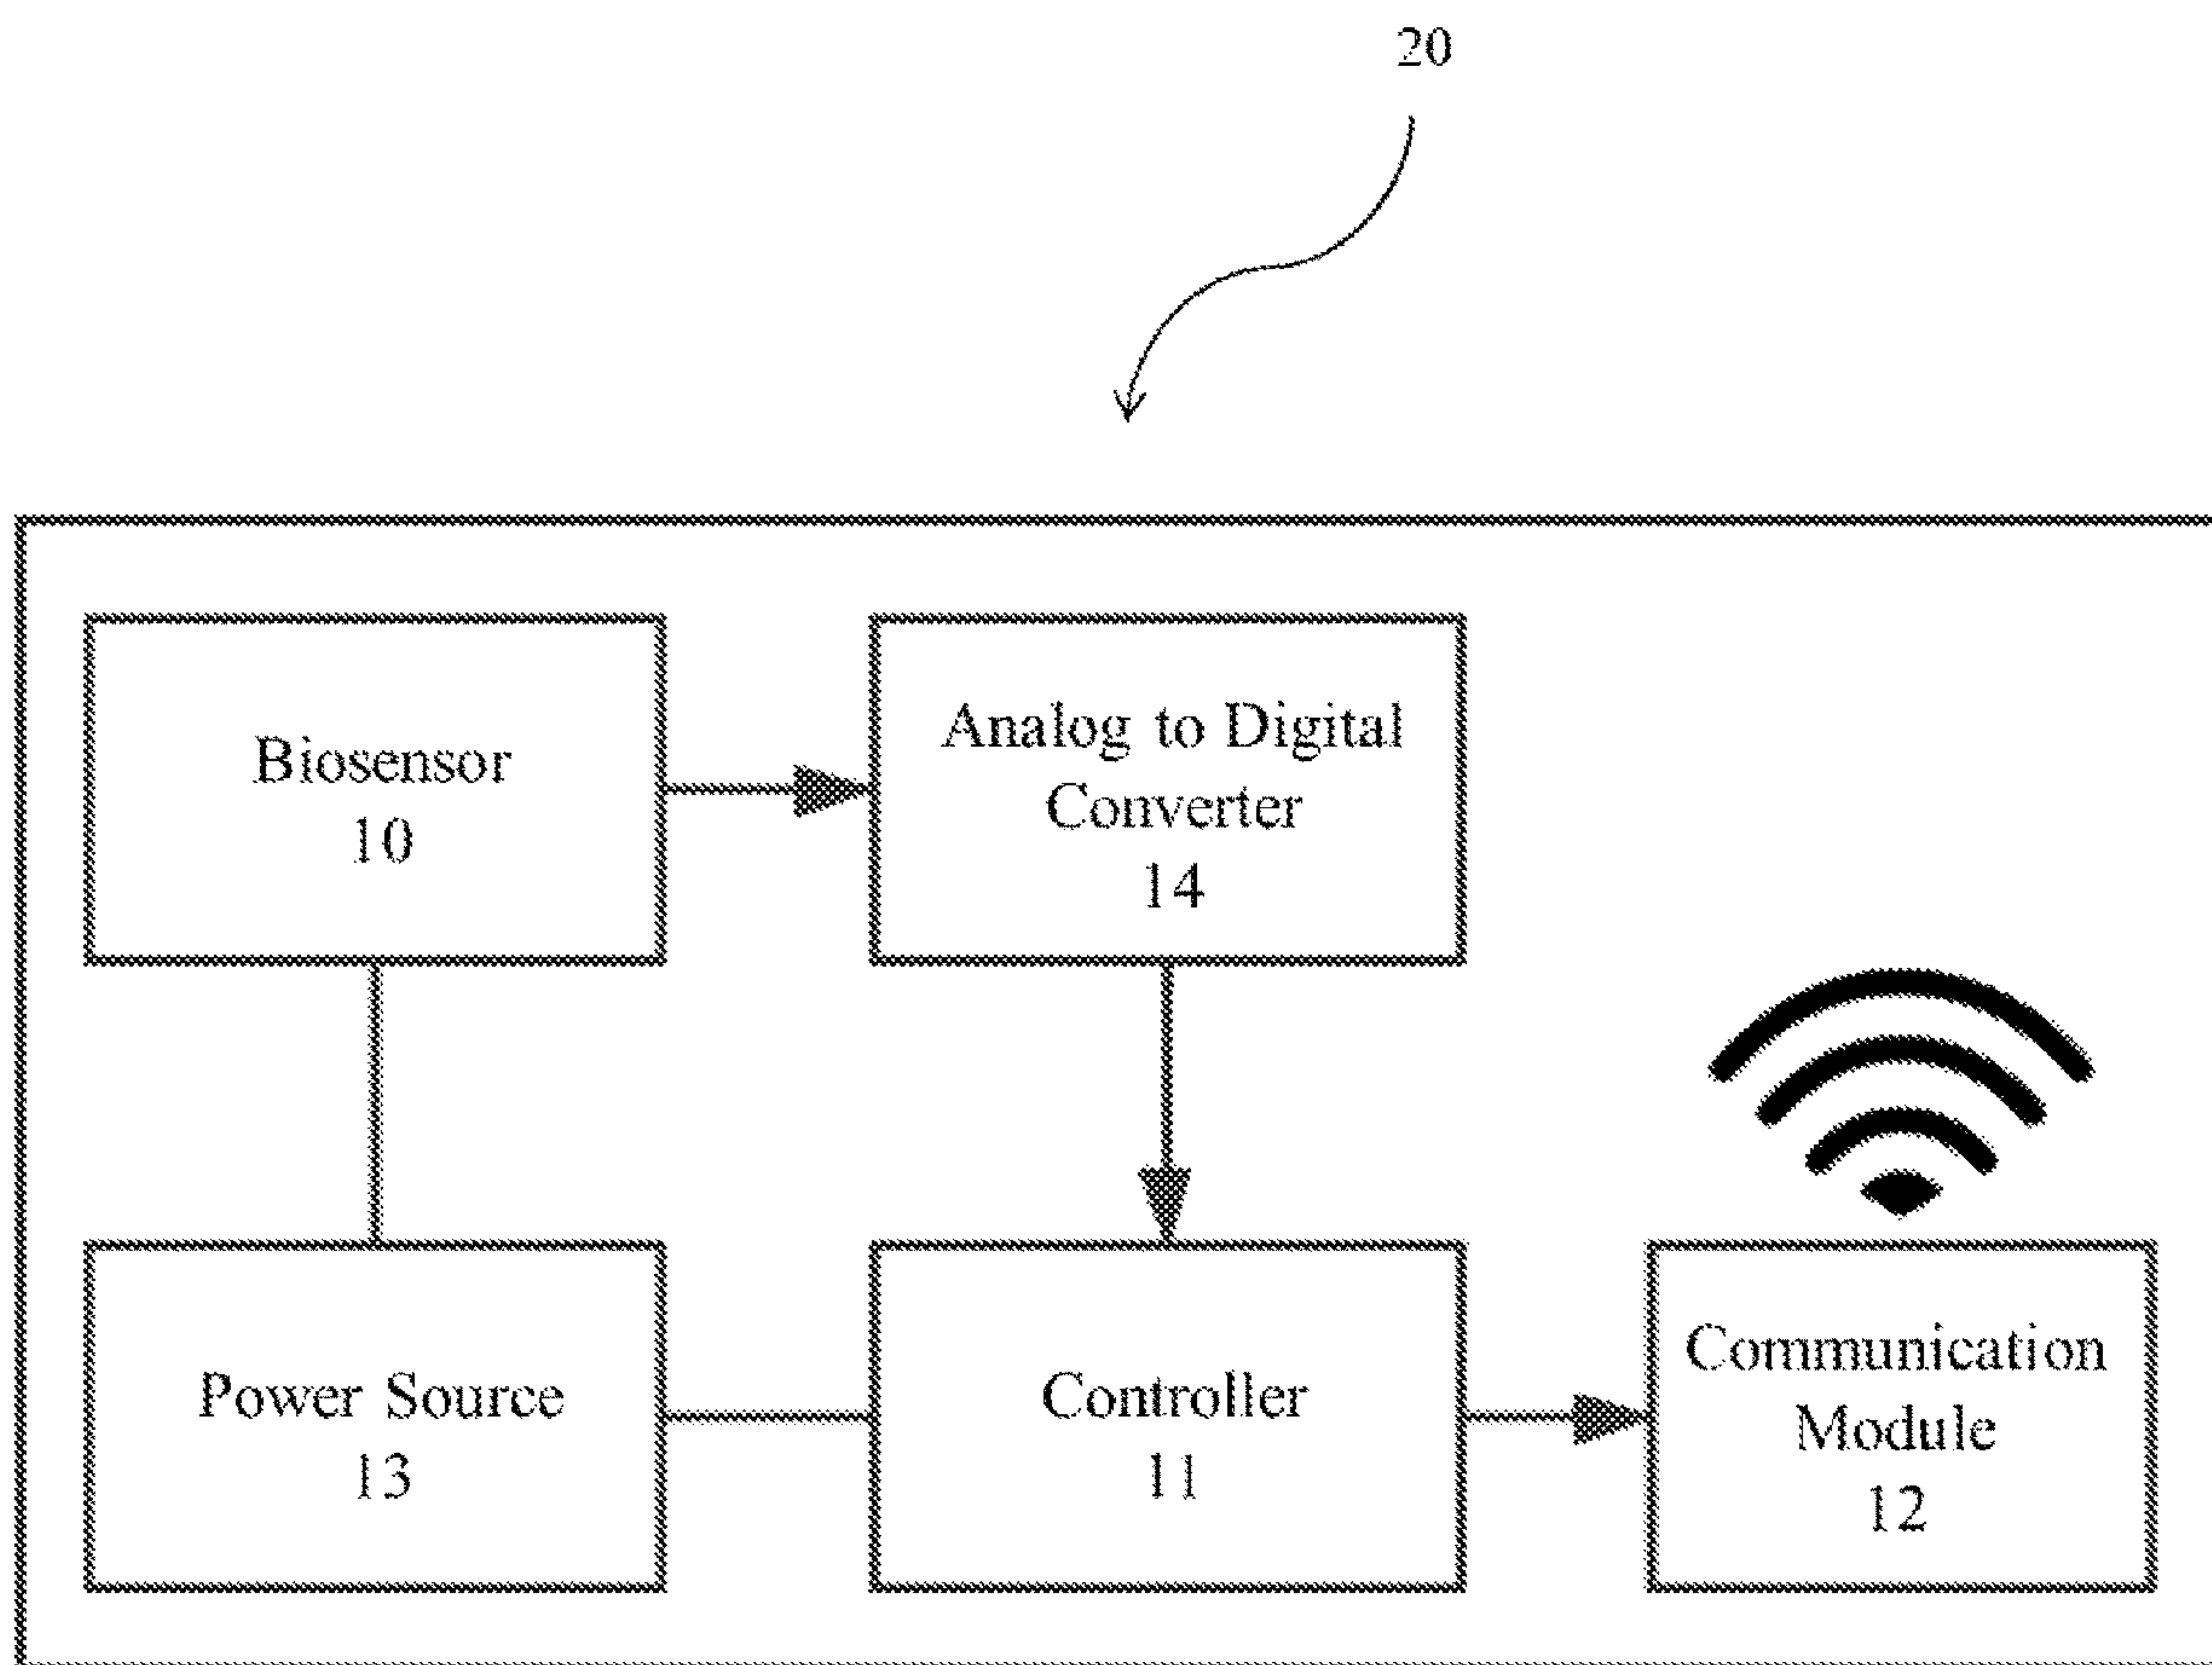 20
Biosensor
10
Analog to Digital
Converter
14
Power Source
13
Controller
11
Communication
Module
12